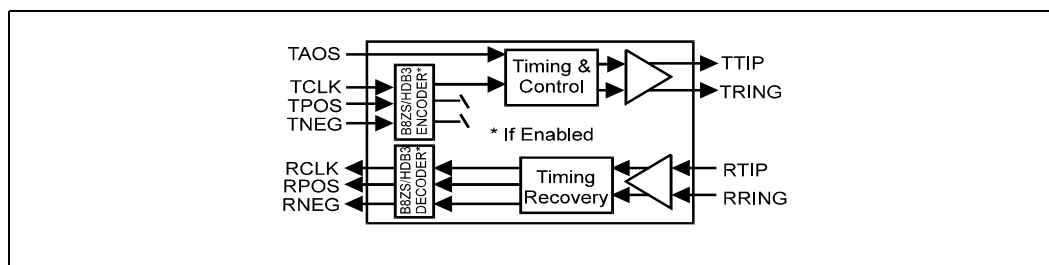 TAOS
TCLK
TPOS
TNEG
B8ZS/HDB3
ENCODER*
Timing &
Control
TTIP
TRING
* If Enabled
RCLK
RPOS
RNEG
B8ZS/HDB3
DECODER*
Timing
Recovery
RTIP
RRING